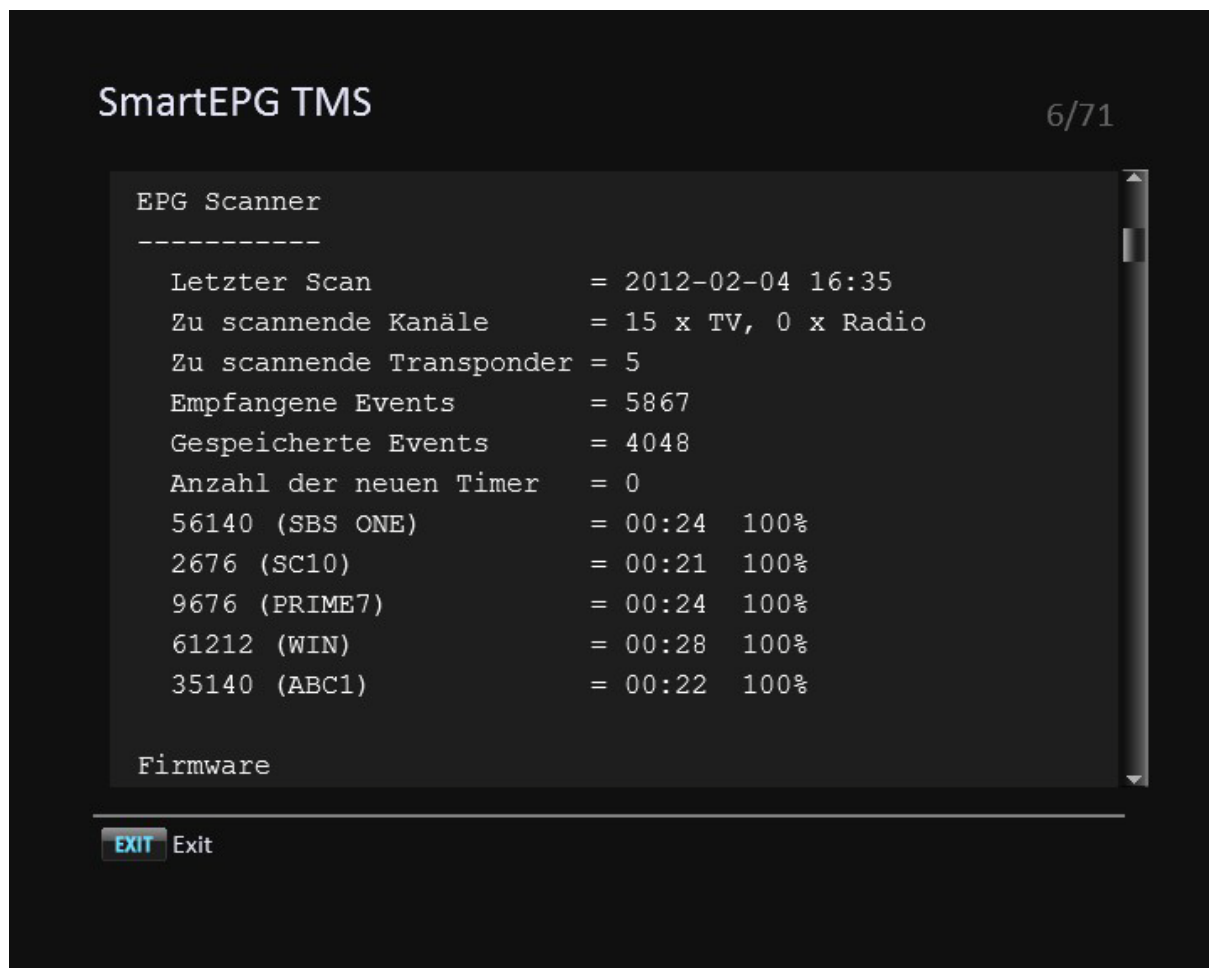 SmartEPG TMS
6/71
EPG Scanner
-----------
Letzter Scan = 2012-02-04 16:35
Zu scannende Kanäle = 15 x TV, 0 x Radio
Zu scannende Transponder = 5
Empfangene Events = 5867
Gespeicherte Events = 4048
Anzahl der neuen Timer = 0
56140 (SBS ONE) = 00:24 100%
2676 (SC10) = 00:21 100%
9676 (PRIME7) = 00:24 100%
61212 (WIN) = 00:28 100%
35140 (ABC1) = 00:22 100%
Firmware
EXIT Exit